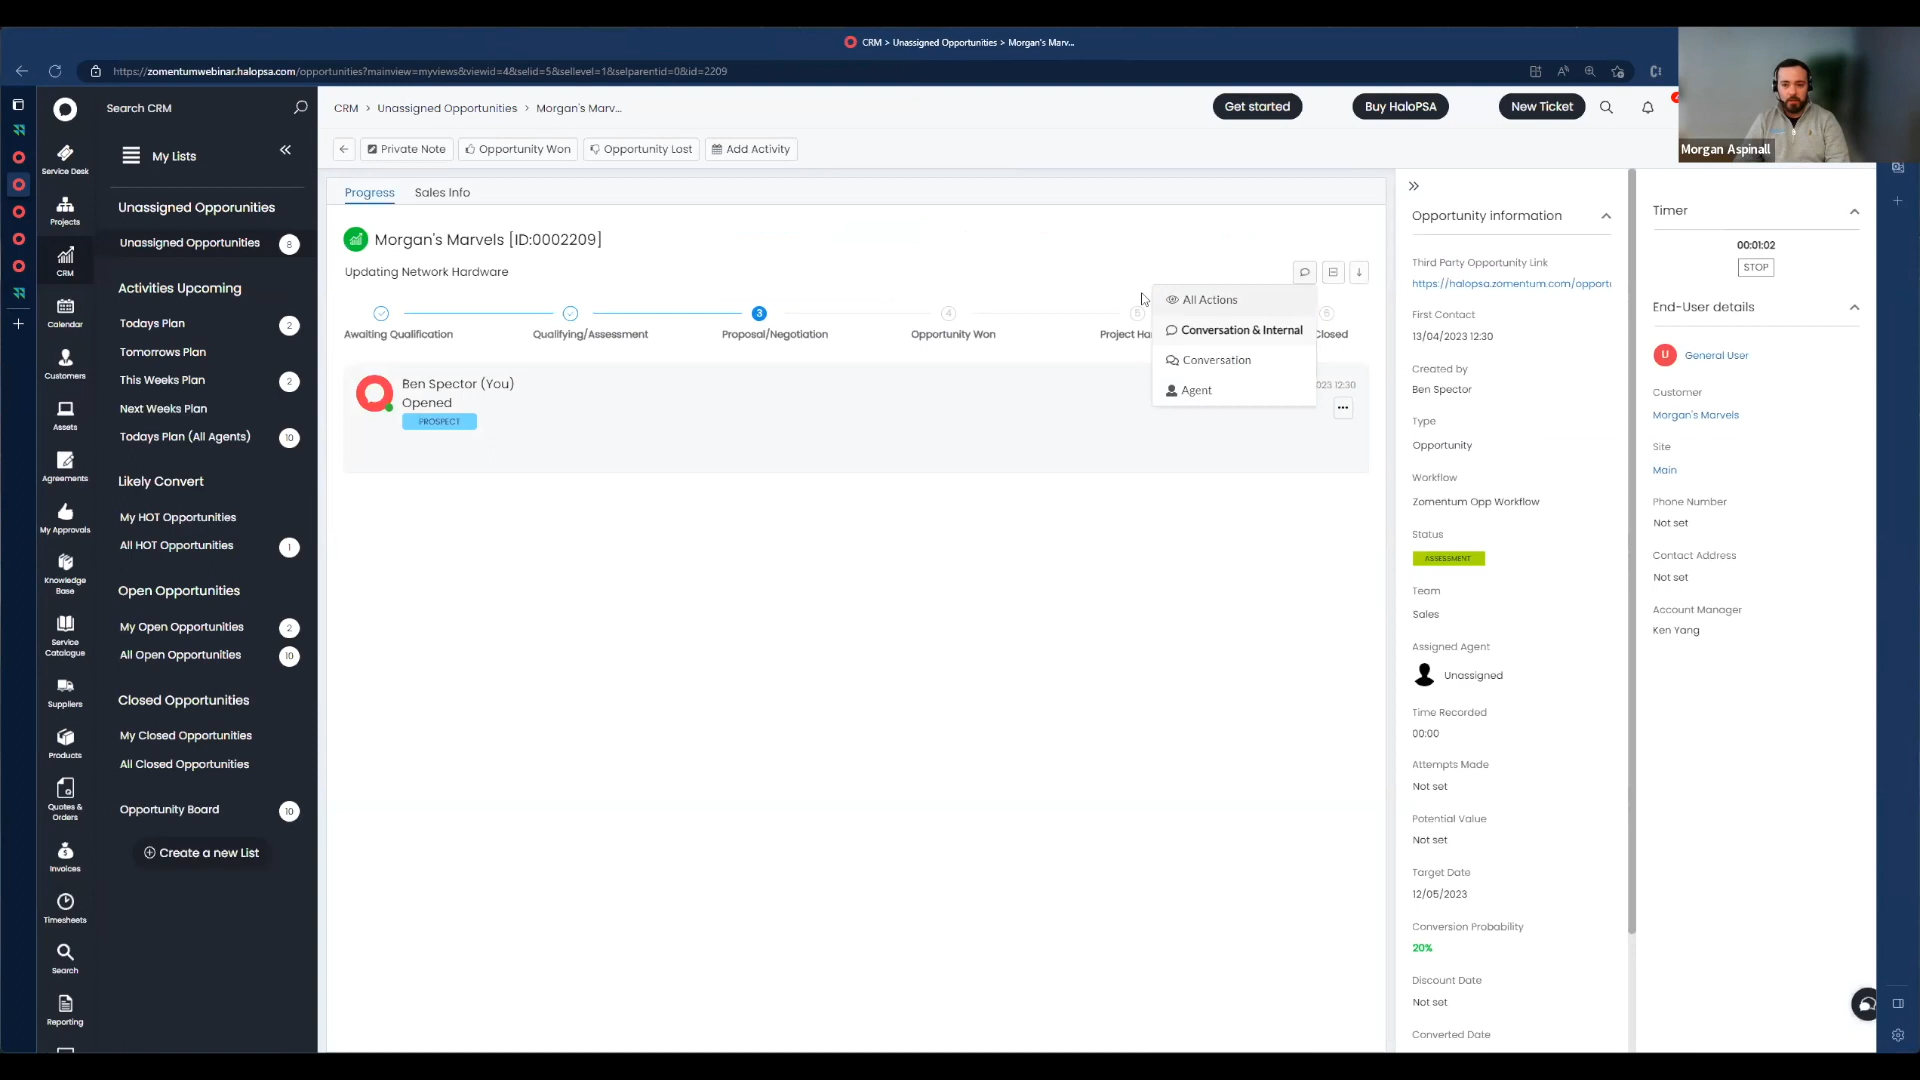 CRM > Unassigned Opportunities > Morgan's Marv...
https://zomentumwebinar.halopsa.com/opportunities?mainview=myviews&viewid=4&selid=5&sellevel=1&selparentid=0&id=2209
Search CRM
CRM > Unassigned Opportunities > Morgan's Marv...
Get started
Buy HaloPSA
New Ticket
Morgan Aspinall
Service Desk
Projects
CRM
Calendar
Customers
Assets
Agreements
My Approvals
Knowledge
Base
Service
Catalogue
Suppliers
Products
Quotes &
Orders
Invoices
Timesheets
Search
Reporting
My Lists
Unassigned Opporunities
Unassigned Opportunities 8
Activities Upcoming
Todays Plan 2
Tomorrows Plan
This Weeks Plan 2
Next Weeks Plan
Todays Plan (All Agents) 10
Likely Convert
My HOT Opportunities
All HOT Opportunities 1
Open Opportunities
My Open Opportunities 2
All Open Opportunities 10
Closed Opportunities
My Closed Opportunities
All Closed Opportunities
Opportunity Board 10
Create a new List
Private Note
Opportunity Won
Opportunity Lost
Add Activity
Progress
Sales Info
Morgan's Marvels [ID:0002209]
Updating Network Hardware
3
4
5
6
Awaiting Qualification
Qualifying/Assessment
Proposal/Negotiation
Opportunity Won
Project Ha
Closed
All Actions
Conversation & Internal
Conversation
Agent
Ben Spector (You)
Opened
PROSPECT
023 12:30
Opportunity information
Third Party Opportunity Link
https://halopsa.zomentum.com/opport
First Contact
13/04/2023 12:30
Created by
Ben Spector
Type
Opportunity
Workflow
Zomentum Opp Workflow
Status
ASSESSMENT
Team
Sales
Assigned Agent
Unassigned
Time Recorded
00:00
Attempts Made
Not set
Potential Value
Not set
Target Date
12/05/2023
Conversion Probability
20%
Discount Date
Not set
Converted Date
Timer
00:01:02
STOP
End-User details
U General User
Customer
Morgan's Marvels
Site
Main
Phone Number
Not set
Contact Address
Not set
Account Manager
Ken Yang